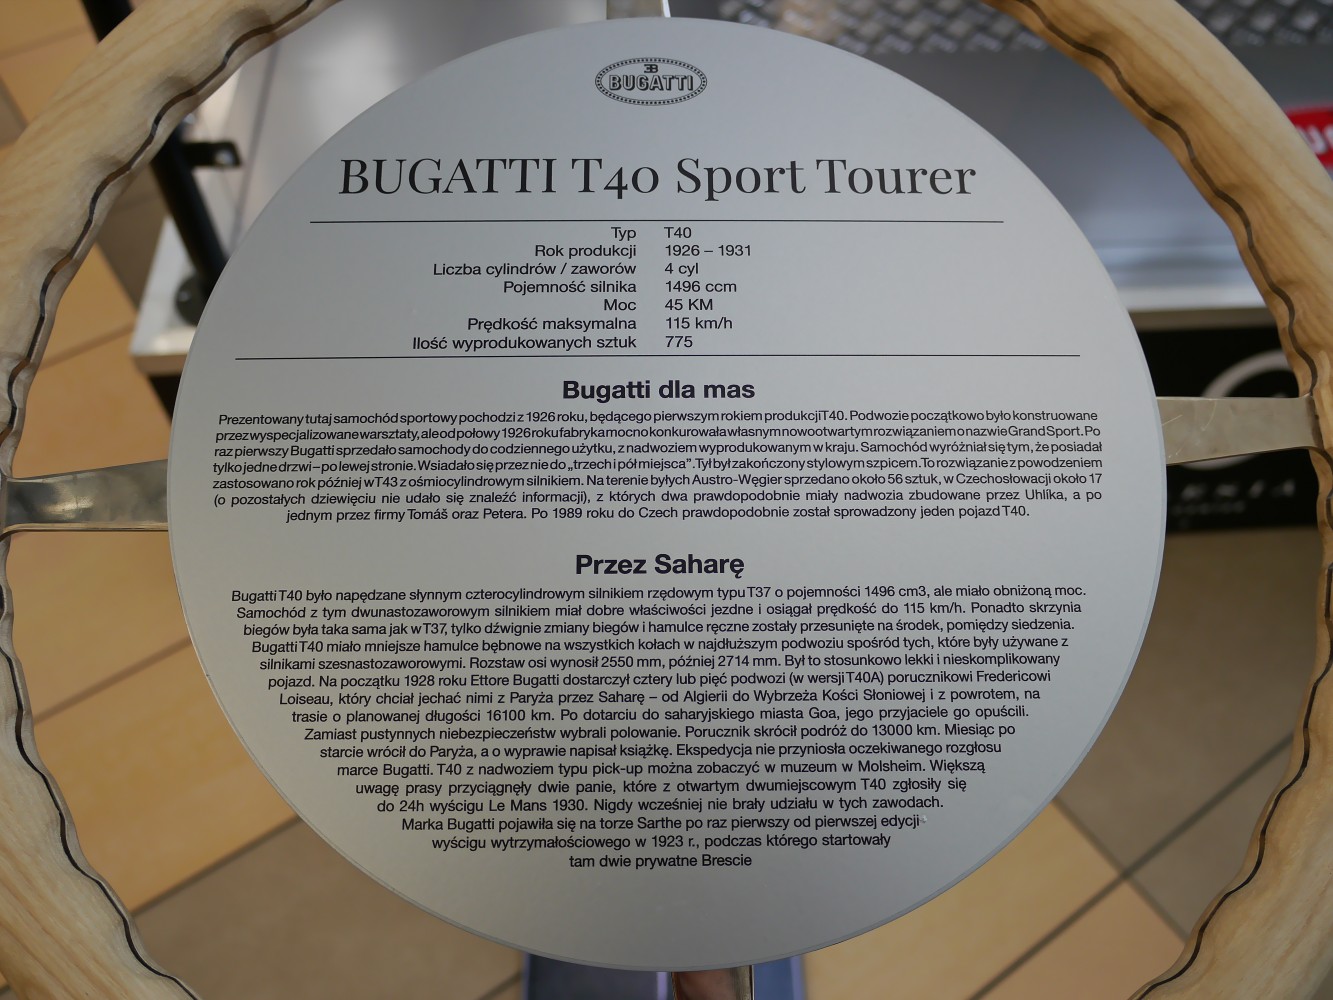 EB
BUGATTI
BUGATTI T40 Sport Tourer
Typ T40
Rok produkcji 1926 – 1931
Liczba cylindrów / zaworów 4 cyl
Pojemność silnika 1496 ccm
Moc 45 KM
Prędkość maksymalna 115 km/h
Ilość wyprodukowanych sztuk 775
Bugatti dla mas
Prezentowany tutaj samochód sportowy pochodzi z 1926 roku, będącego pierwszym rokiem produkcji T40. Podwozie początkowo było konstruowane
przez wyspecjalizowane warsztaty, ale od połowy 1926 roku fabryka mocno konkurowała własnym nowo otwartym rozwiązaniem o nazwie Grand Sport. Po
raz pierwszy Bugatti sprzedało samochody do codziennego użytku, z nadwoziem wyprodukowanym w kraju. Samochód wyróżniał się tym, że posiadał
tylko jedne drzwi – po lewej stronie. Wsiadało się przez nie do „trzech i pół miejsca”. Tył był zakończony stylowym szpicem. To rozwiązanie z powodzeniem
zastosowano rok później w T43 z ośmiocylindrowym silnikiem. Na terenie byłych Austro-Węgier sprzedano około 56 sztuk, w Czechosłowacji około 17
(o pozostałych dziewięciu nie udało się znaleźć informacji), z których dwa prawdopodobnie miały nadwozia zbudowane przez Uhlíka, a po
jednym przez firmy Tomáš oraz Petera. Po 1989 roku do Czech prawdopodobnie został sprowadzony jeden pojazd T40.
Przez Saharę
Bugatti T40 było napędzane słynnym czterocylindrowym silnikiem rzędowym typu T37 o pojemności 1496 cm3, ale miało obniżoną moc.
Samochód z tym dwunastozaworowym silnikiem miał dobre właściwości jezdne i osiągał prędkość do 115 km/h. Ponadto skrzynia
biegów była taka sama jak w T37, tylko dźwignie zmiany biegów i hamulce ręczne zostały przesunięte na środek, pomiędzy siedzenia.
Bugatti T40 miało mniejsze hamulce bębnowe na wszystkich kołach w najdłuższym podwoziu spośród tych, które były używane z
silnikami szesnastozaworowymi. Rozstaw osi wynosił 2550 mm, później 2714 mm. Był to stosunkowo lekki i nieskomplikowany
pojazd. Na początku 1928 roku Ettore Bugatti dostarczył cztery lub pięć podwozi (w wersji T40A) porucznikowi Fredericowi
Loiseau, który chciał jechać nimi z Paryża przez Saharę – od Algierii do Wybrzeża Kości Słoniowej i z powrotem, na
trasie o planowanej długości 16100 km. Po dotarciu do saharyjskiego miasta Goa, jego przyjaciele go opuścili.
Zamiast pustynnych niebezpieczeństw wybrali polowanie. Porucznik skrócił podróż do 13000 km. Miesiąc po
starcie wrócił do Paryża, a o wyprawie napisał książkę. Ekspedycja nie przyniosła oczekiwanego rozgłosu
marce Bugatti. T40 z nadwoziem typu pick-up można zobaczyć w muzeum w Molsheim. Większą
uwagę prasy przyciągnęły dwie panie, które z otwartym dwumiejscowym T40 zgłosiły się
do 24h wyścigu Le Mans 1930. Nigdy wcześniej nie brały udziału w tych zawodach.
Marka Bugatti pojawiła się na torze Sarthe po raz pierwszy od pierwszej edycji
wyścigu wytrzymałościowego w 1923 r., podczas którego startowały
tam dwie prywatne Brescie